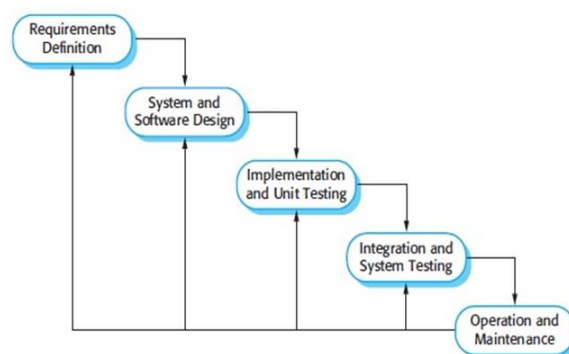 Requirements
Definition
System and
Software Design
Implementation
and Unit Testing
Integration and
System Testing
Operation and
Maintenance